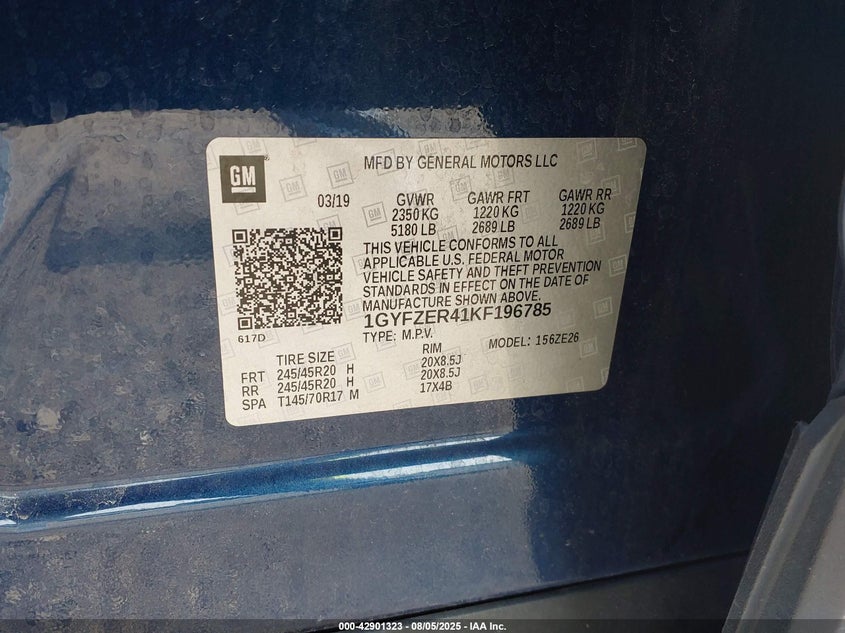 GM
MFD BY GENERAL MOTORS LLC
03/19 GVWR GAWR FRT GAWR RR
2350 KG 1220 KG 1220 KG
5180 LB 2689 LB 2689 LB
THIS VEHICLE CONFORMS TO ALL
APPLICABLE U.S. FEDERAL MOTOR
VEHICLE SAFETY AND THEFT PREVENTION
STANDARDS IN EFFECT ON THE DATE OF
MANUFACTURE SHOWN ABOVE.
1GYFZER41KF196785
617D
TYPE: M.P.V. MODEL: 156ZE26
TIRE SIZE RIM
FRT 245/45R20 H 20X8.5J
RR 245/45R20 H 20X8.5J
SPA T145/70R17 M 17X4B
000-42901323 - 08/05/2025 - IAA Inc.